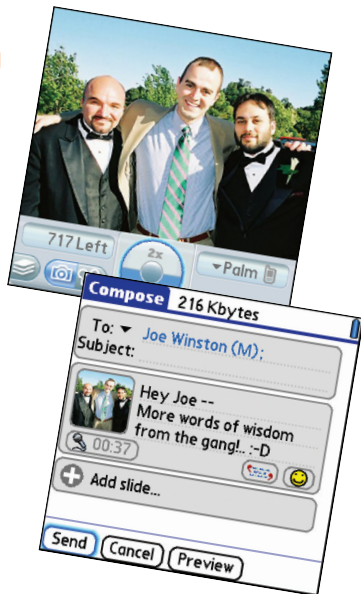 717 Left
2x
Palm
Compose 216 Kbytes
To: Joe Winston (M);
Subject:
Hey Joe --
More words of wisdom
from the gang!.. :-D
00:37
Add slide...
Send Cancel Preview